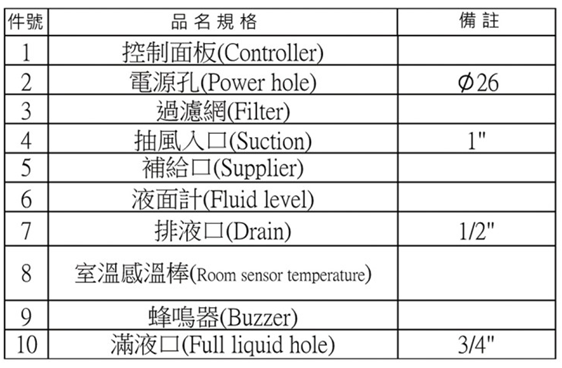 件號 品名規格 備註
1 控制面板(Controller)
2 電源孔(Power hole) Φ26
3 過濾網(Filter)
4 抽風入口(Suction) 1"
5 補給口(Supplier)
6 液面計(Fluid level)
7 排液口(Drain) 1/2"
8 室溫感溫棒(Room sensor temperature)
9 蜂鳴器(Buzzer)
10 滿液口(Full liquid hole) 3/4"